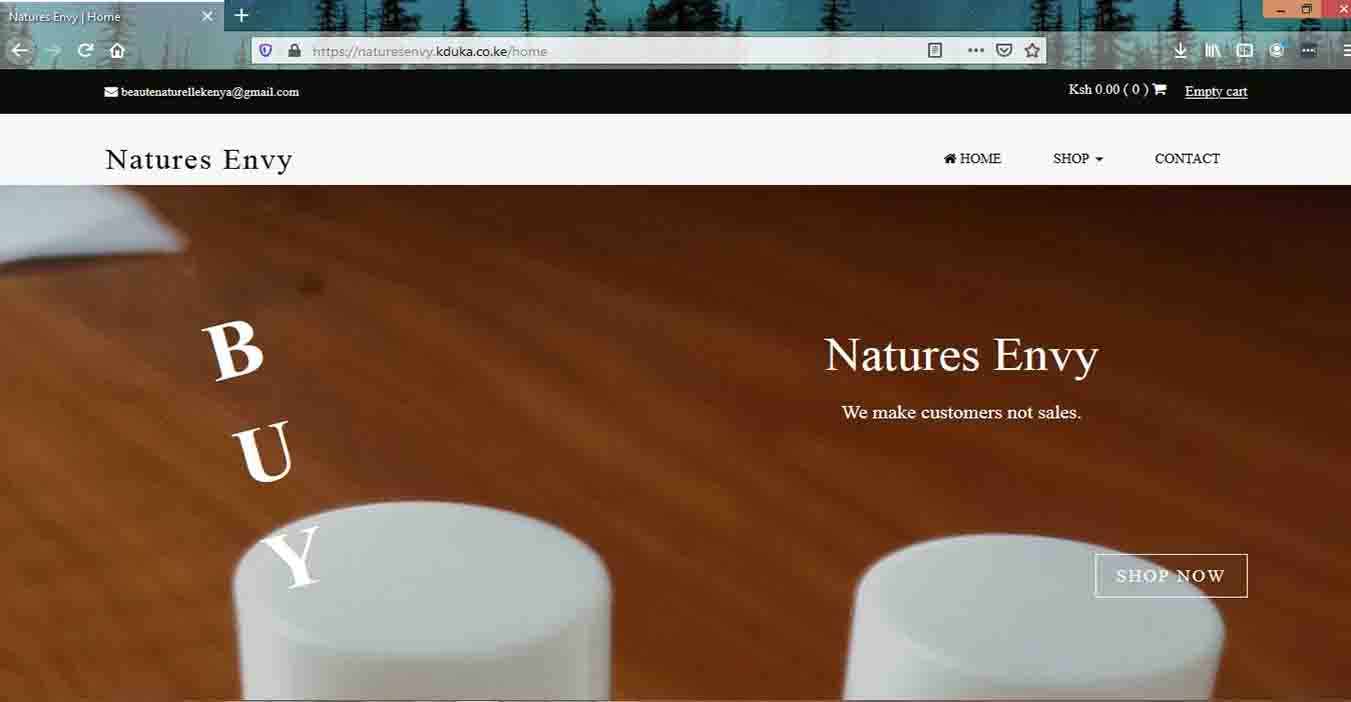 Natures Envy | Home
https://naturesenvy.kduka.co.ke/home
beautenaturellekenya@gmail.com
Ksh 0.00 ( 0 )
Empty cart
Natures Envy
HOME
SHOP
CONTACT
B
U
Y
Natures Envy
We make customers not sales.
SHOP NOW